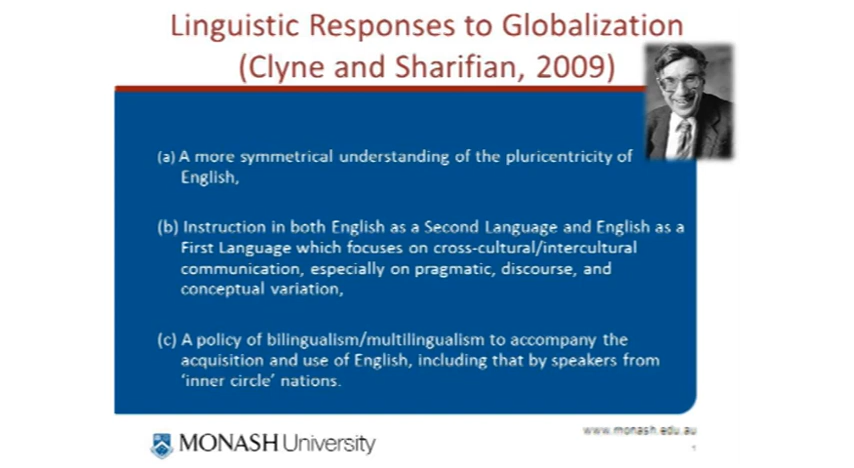 Linguistic Responses to Globalization
(Clyne and Sharifian, 2009)
(a) A more symmetrical understanding of the pluricentricity of
English,
(b) Instruction in both English as a Second Language and English as a
First Language which focuses on cross-cultural/intercultural
communication, especially on pragmatic, discourse, and
conceptual variation,
(c) A policy of bilingualism/multilingualism to accompany the
acquisition and use of English, including that by speakers from
‘inner circle’ nations.
MONASH University
www.monash.edu.au
1